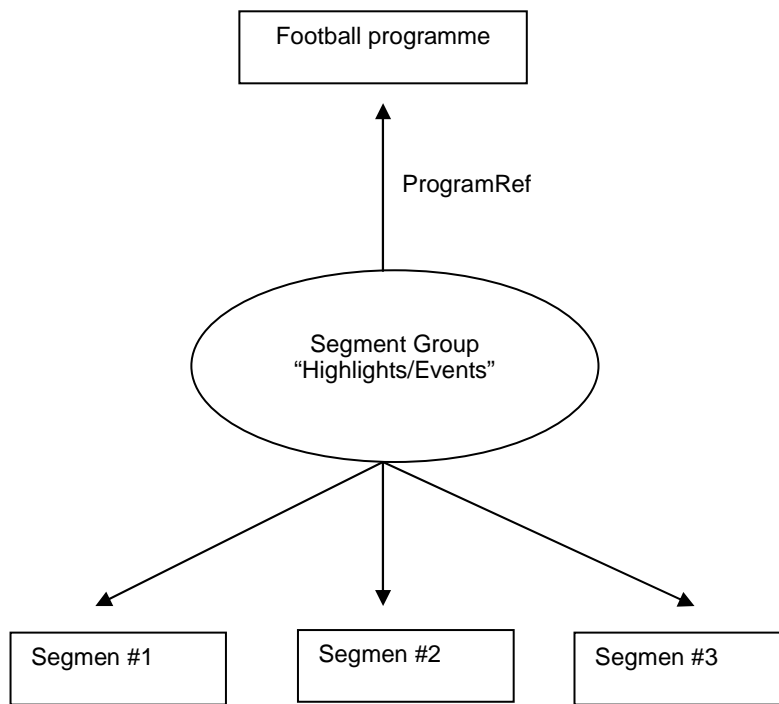 Football programme
ProgramRef
Segment Group
“Highlights/Events”
Segmen #1
Segmen #2
Segmen #3